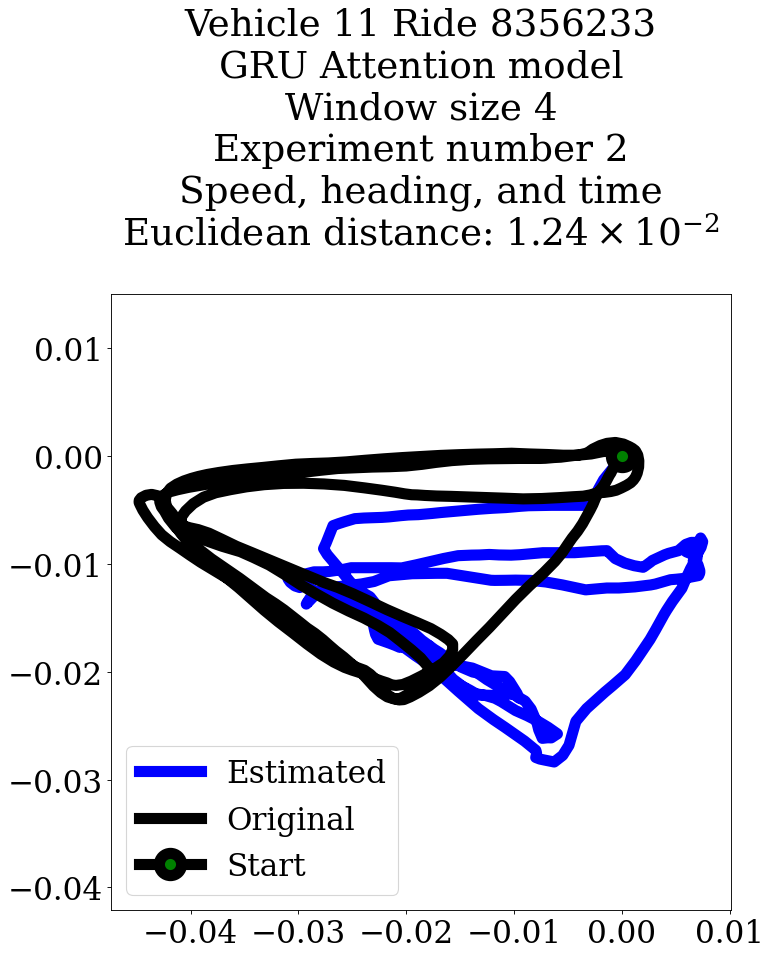 Vehicle 11 Ride 8356233
GRU Attention model
Window size 4
Experiment number 2
Speed, heading, and time
Euclidean distance: 1.24 × 10⁻²
0.01
0.00
−0.01
−0.02
−0.03
−0.04
Estimated
Original
Start
−0.04 −0.03 −0.02 −0.01 0.00 0.01